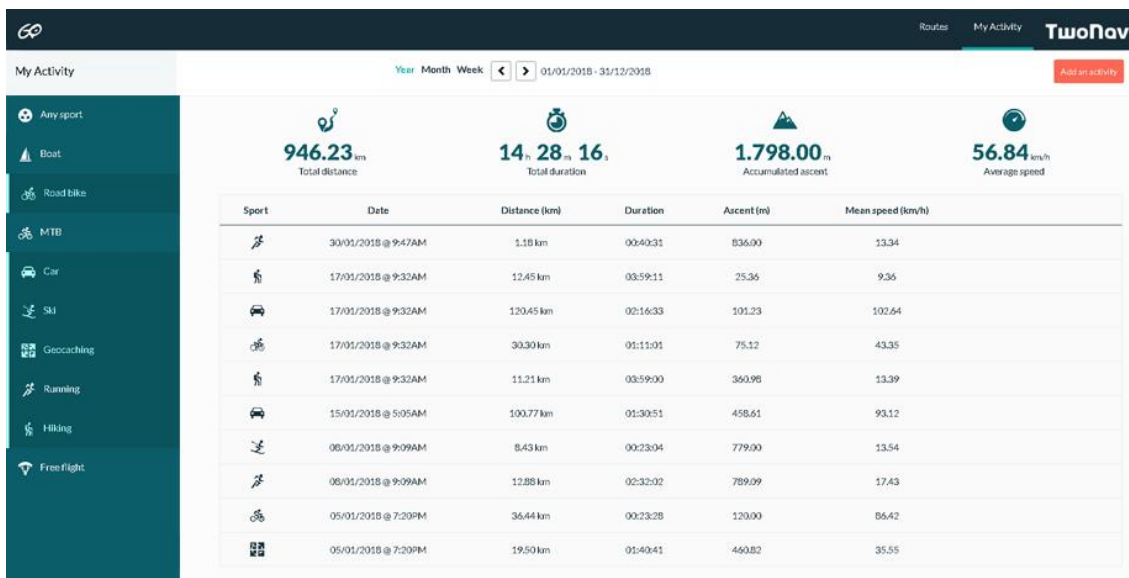 GO Routes My Activity TwoNav
My Activity Year Month Week 01/01/2018 - 31/12/2018 Add an activity
Any sport
Boat
Road bike
MTB
Car
Ski
Geocaching
Running
Hiking
Free flight
946.23 km 14 h 28 m 16 s 1.798.00 m 56.84 km/h
Total distance Total duration Accumulated ascent Average speed
Sport Date Distance (km) Duration Ascent (m) Mean speed (km/h)
30/01/2018 @ 9:47AM 1.18 km 00:40:31 836.00 13.34
17/01/2018 @ 9:32AM 12.45 km 03:59:11 25.36 9.36
17/01/2018 @ 9:32AM 120.45 km 02:16:33 101.23 102.64
17/01/2018 @ 9:32AM 30.30 km 01:11:01 75.12 43.35
17/01/2018 @ 9:32AM 11.21 km 03:59:00 360.98 13.39
15/01/2018 @ 5:05AM 100.77 km 01:30:51 458.61 93.12
08/01/2018 @ 9:09AM 8.43 km 00:23:04 779.00 13.54
08/01/2018 @ 9:09AM 12.88 km 02:32:02 789.09 17.43
05/01/2018 @ 7:20PM 36.44 km 00:23:28 120.00 86.42
05/01/2018 @ 7:20PM 19.50 km 01:40:41 460.82 35.55